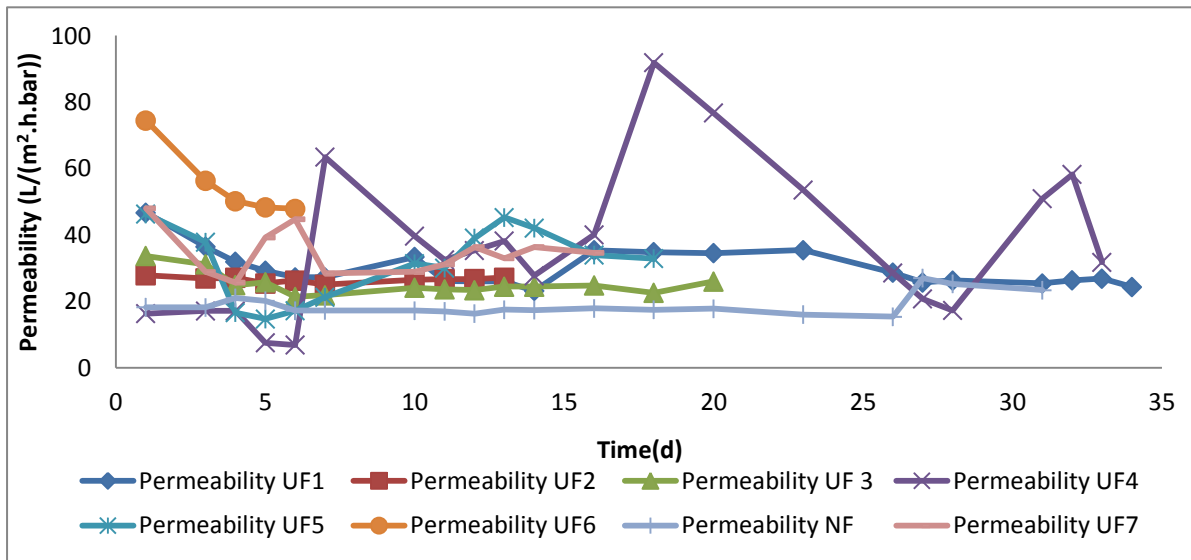 Permeability (L/(m².h.bar))
100
80
60
40
20
0
0 5 10 15 20 25 30 35
Time(d)
Permeability UF1 Permeability UF2 Permeability UF 3 Permeability UF4
Permeability UF5 Permeability UF6 Permeability NF Permeability UF7